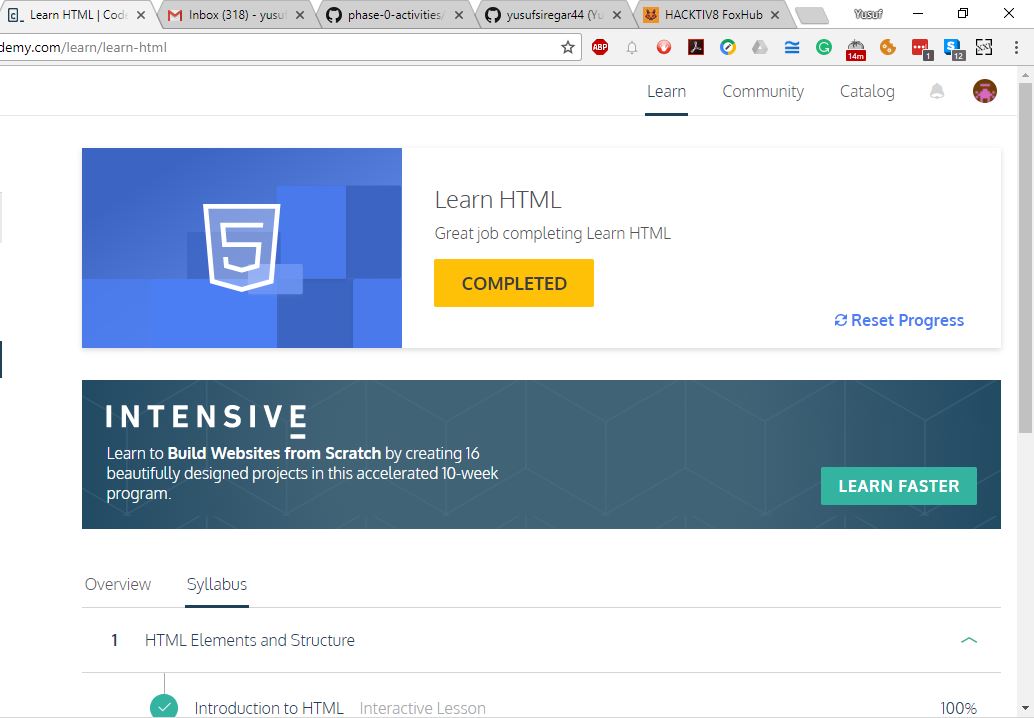 Learn HTML | Code
Inbox (318) - yusuf
phase-0-activities/
yusufsiregar44 (Yu
HACKTIV8 FoxHub
Yusuf
demy.com/learn/learn-html
ABP
14m
1
12
Learn
Community
Catalog
Learn HTML
Great job completing Learn HTML
COMPLETED
Reset Progress
INTENSIVE
Learn to Build Websites from Scratch by creating 16
beautifully designed projects in this accelerated 10-week
program.
LEARN FASTER
Overview
Syllabus
1 HTML Elements and Structure
Introduction to HTML Interactive Lesson 100%